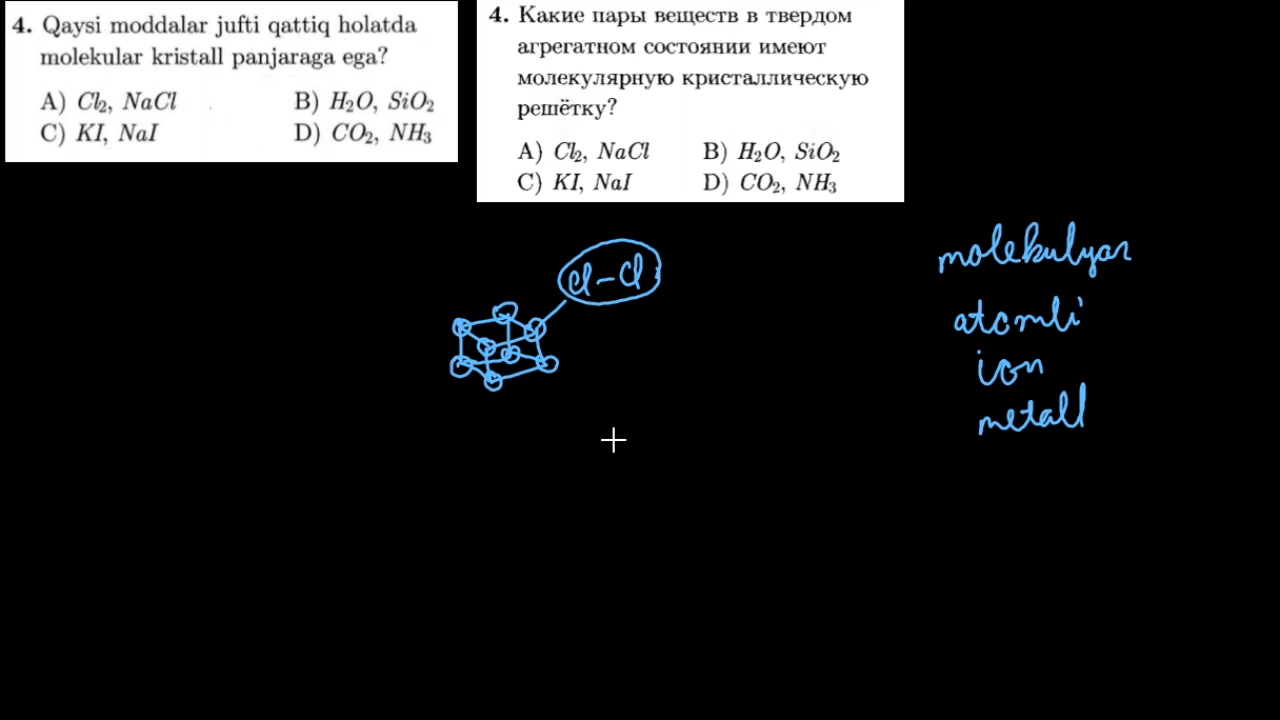 4. Qaysi moddalar jufti qattiq holatda
molekular kristall panjaraga ega?
A) Cl₂, NaCl B) H₂O, SiO₂
C) KI, NaI D) CO₂, NH₃
4. Какие пары веществ в твердом
агрегатном состоянии имеют
молекулярную кристаллическую
решётку?
A) Cl₂, NaCl B) H₂O, SiO₂
C) KI, NaI D) CO₂, NH₃
Cl–Cl
molekulyar
atomli
ion
metall